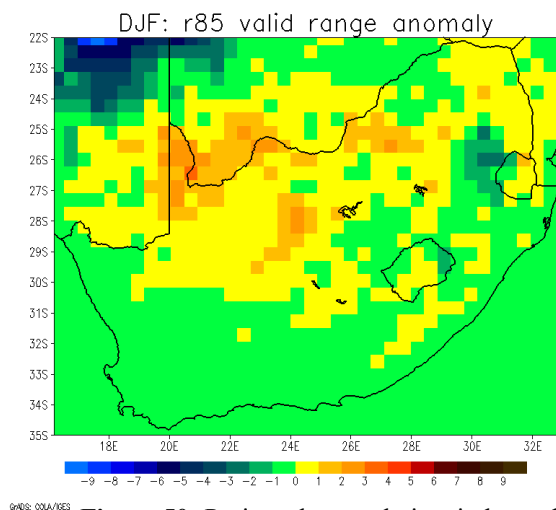 DJF: r85 valid range anomaly
22S
23S
24S
25S
26S
27S
28S
29S
30S
31S
32S
33S
34S
35S
18E 20E 22E 24E 26E 28E 30E 32E
-9 -8 -7 -6 -5 -4 -3 -2 -1 0 1 2 3 4 5 6 7 8 9
GrADS: COLA/IGES